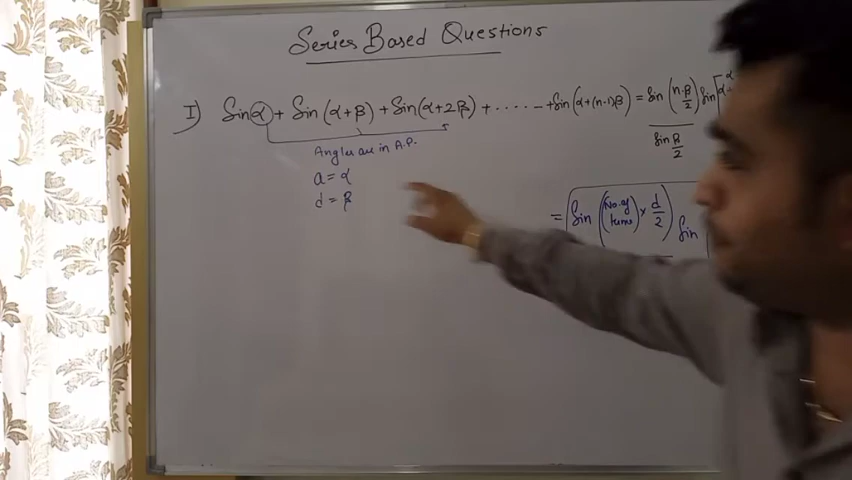 Series Based Questions
I) Sinα + Sin (α+β) + Sin(α+2β) + ...... + Sin(α+(n-1)β) = Sin(n.β/2) Sin[α+
Sin β/2
Angles are in A.P.
a = α
d = β
= Sin (No. of terms × d/2) Sin